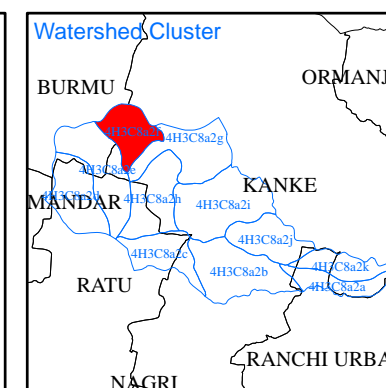 Watershed Cluster
ORMANJ
BURMU
4H3C8a2f
4H3C8a2g
4H3C8a2e
KANKE
4H3C8a2d
MANDAR
4H3C8a2h
4H3C8a2i
4H3C8a2j
4H3C8a2c
4H3C8a2b
4H3C8a2k
4H3C8a2a
RATU
RANCHI URBA
NAGRI